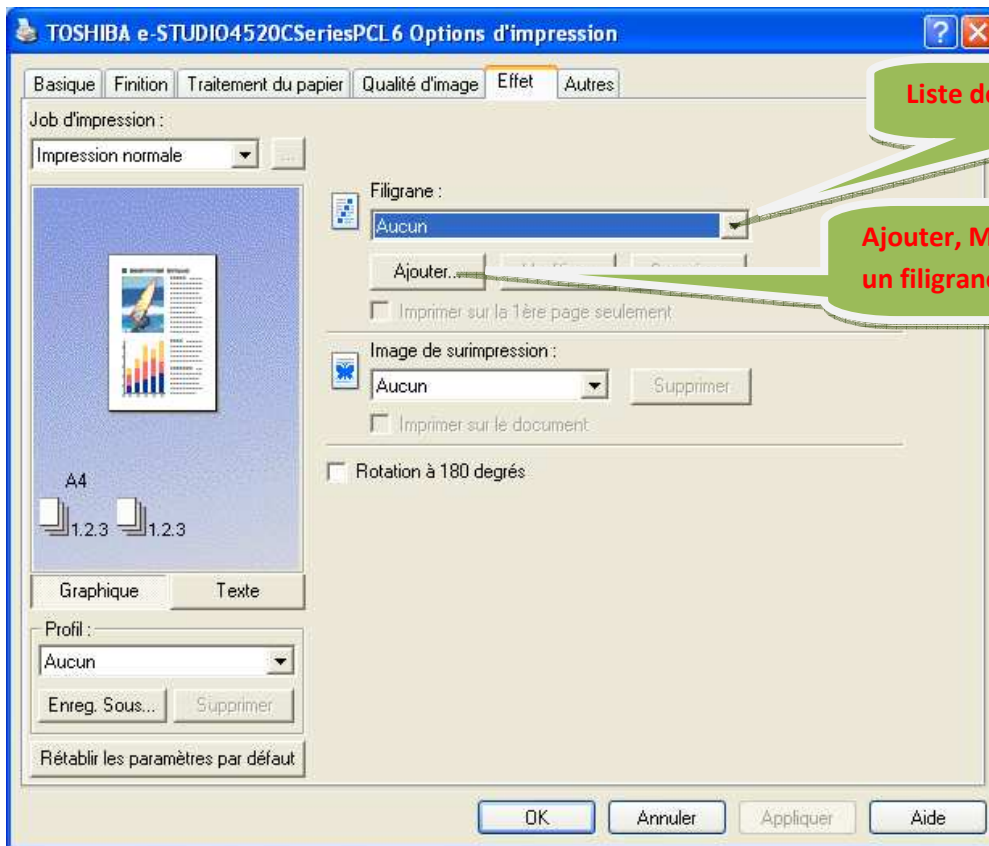 TOSHIBA e-STUDIO4520CSeriesPCL6 Options d'impression
Basique Finition Traitement du papier Qualité d'image Effet Autres
Liste
Job d'impression :
Impression normale ...
Filigrane :
Aucun
Ajouter, M
un filigran
Ajouter...
Imprimer sur la 1ère page seulement
Image de surimpression :
Aucun Supprimer
Imprimer sur le document
Rotation à 180 degrés
A4
1.2.3 1.2.3
Graphique Texte
Profil :
Aucun
Enreg. Sous... Supprimer
Rétablir les paramètres par défaut
OK Annuler Appliquer Aide